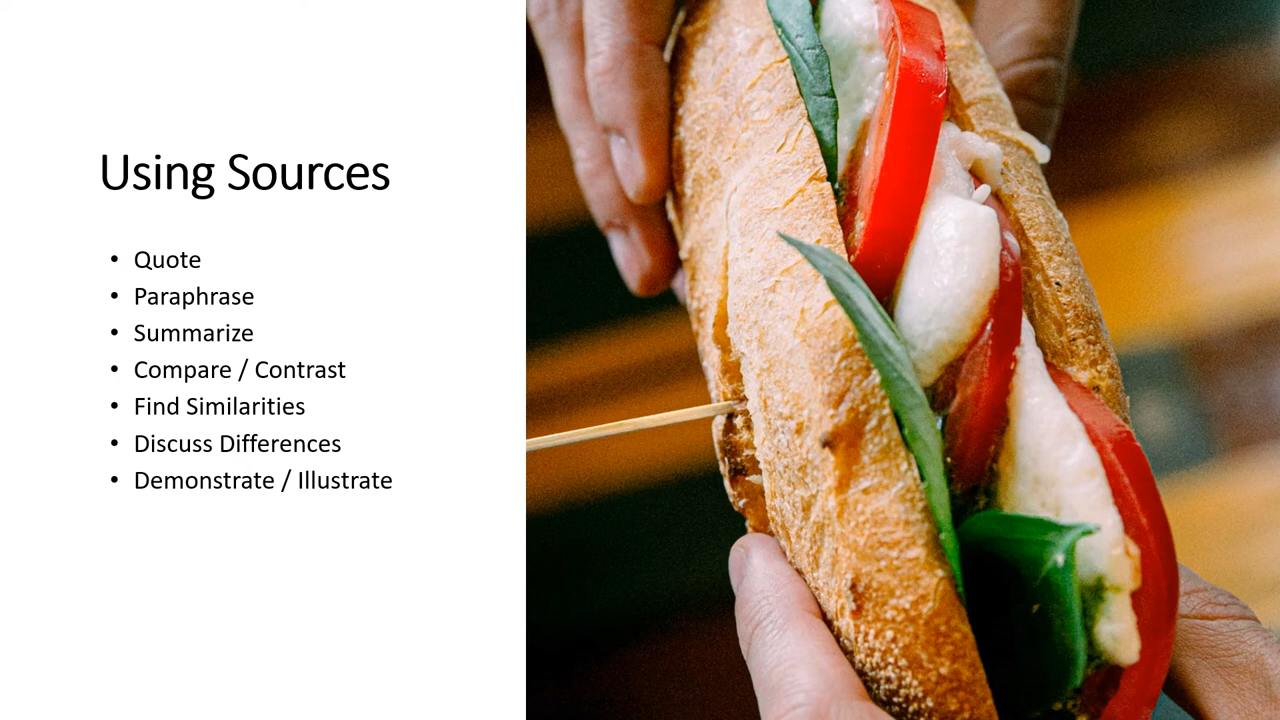 Using Sources
• Quote
• Paraphrase
• Summarize
• Compare / Contrast
• Find Similarities
• Discuss Differences
• Demonstrate / Illustrate